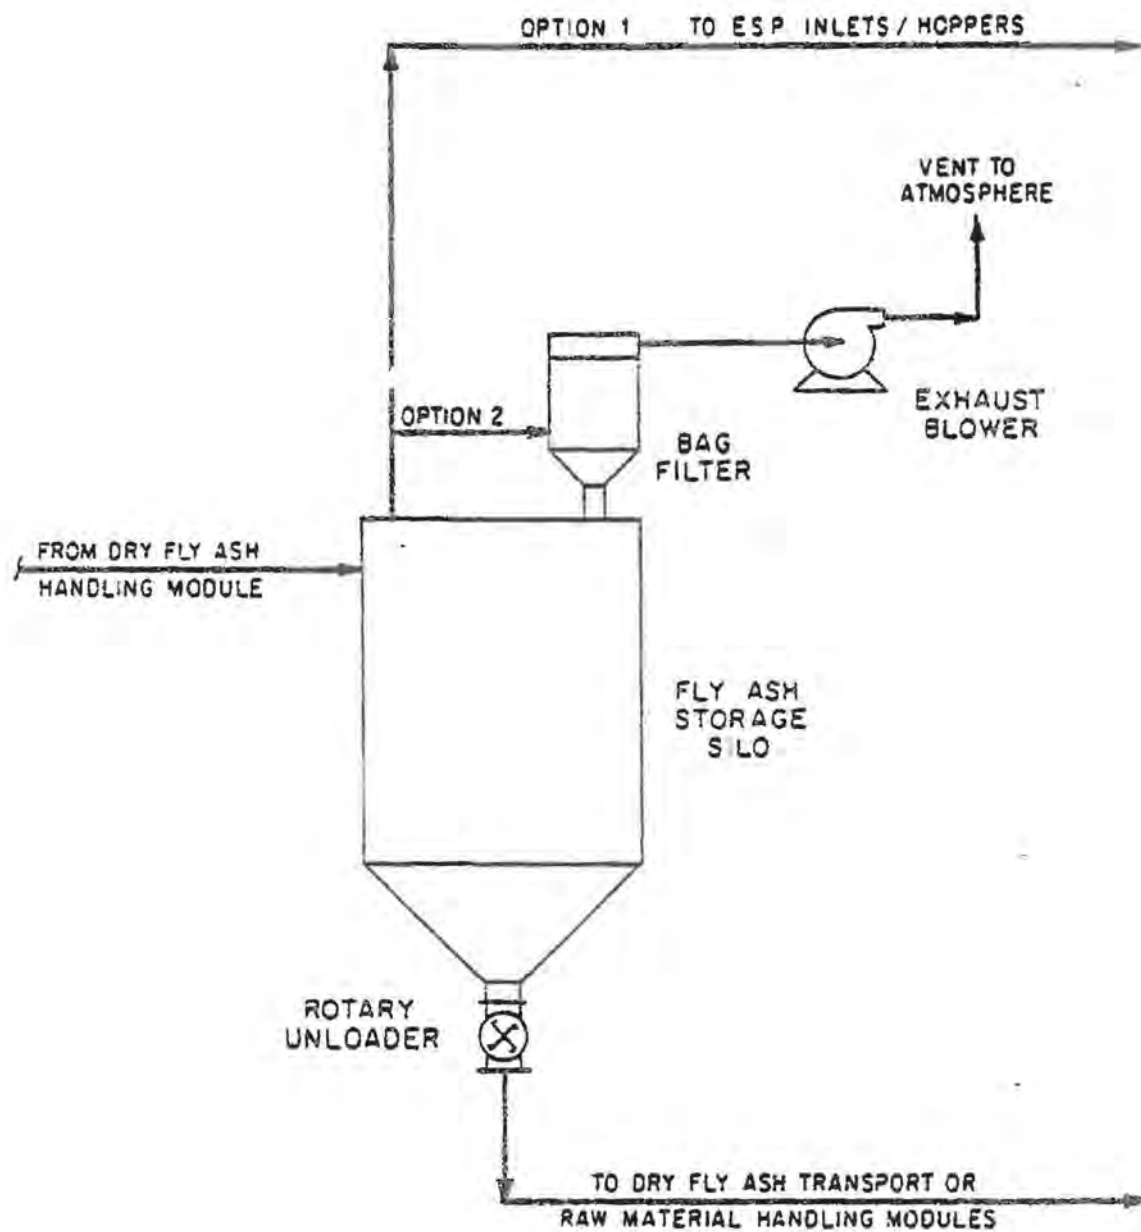 OPTION 1 TO ESP INLETS / HOPPERS
VENT TO
ATMOSPHERE
EXHAUST
BLOWER
OPTION 2
BAG
FILTER
FROM DRY FLY ASH
HANDLING MODULE
FLY ASH
STORAGE
SILO
ROTARY
UNLOADER
TO DRY FLY ASH TRANSPORT OR
RAW MATERIAL HANDLING MODULES